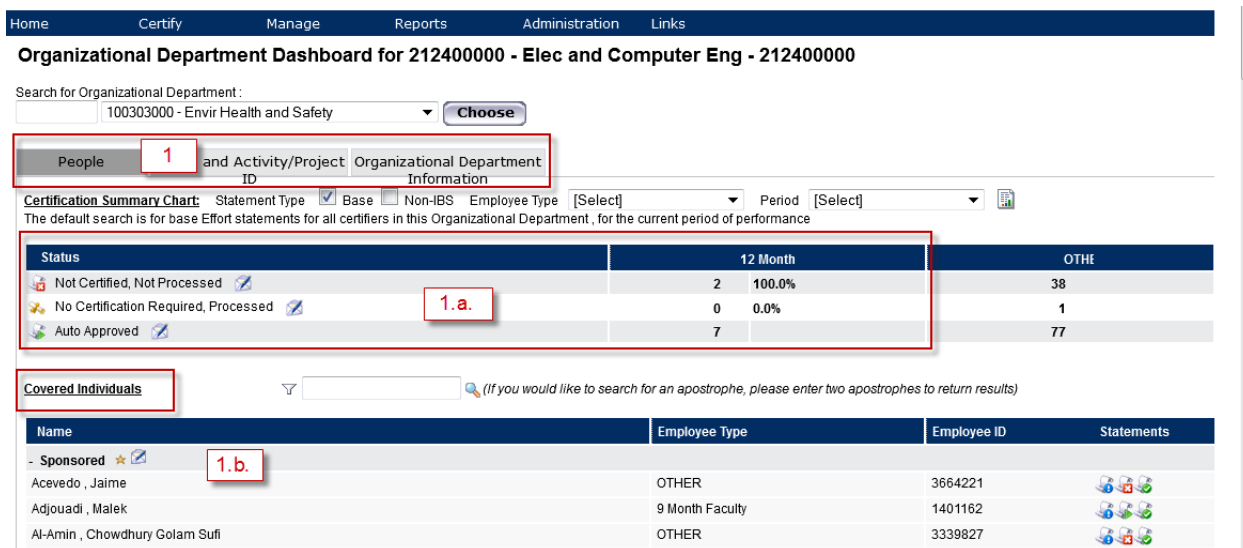 Home Certify Manage Reports Administration Links
Organizational Department Dashboard for 212400000 - Elec and Computer Eng - 212400000
Search for Organizational Department :
100303000 - Envir Health and Safety Choose
People 1 and Activity/Project ID Organizational Department Information
Certification Summary Chart: Statement Type Base Non-IBS Employee Type [Select] Period [Select]
The default search is for base Effort statements for all certifiers in this Organizational Department , for the current period of performance
Status 12 Month OTHE
Not Certified, Not Processed 2 100.0% 38
No Certification Required, Processed 0 0.0% 1
1.a.
Auto Approved 7 77
Covered Individuals (If you would like to search for an apostrophe, please enter two apostrophes to return results)
Name Employee Type Employee ID Statements
- Sponsored 1.b.
Acevedo , Jaime OTHER 3664221
Adjouadi , Malek 9 Month Faculty 1401162
Al-Amin , Chowdhury Golam Sufi OTHER 3339827